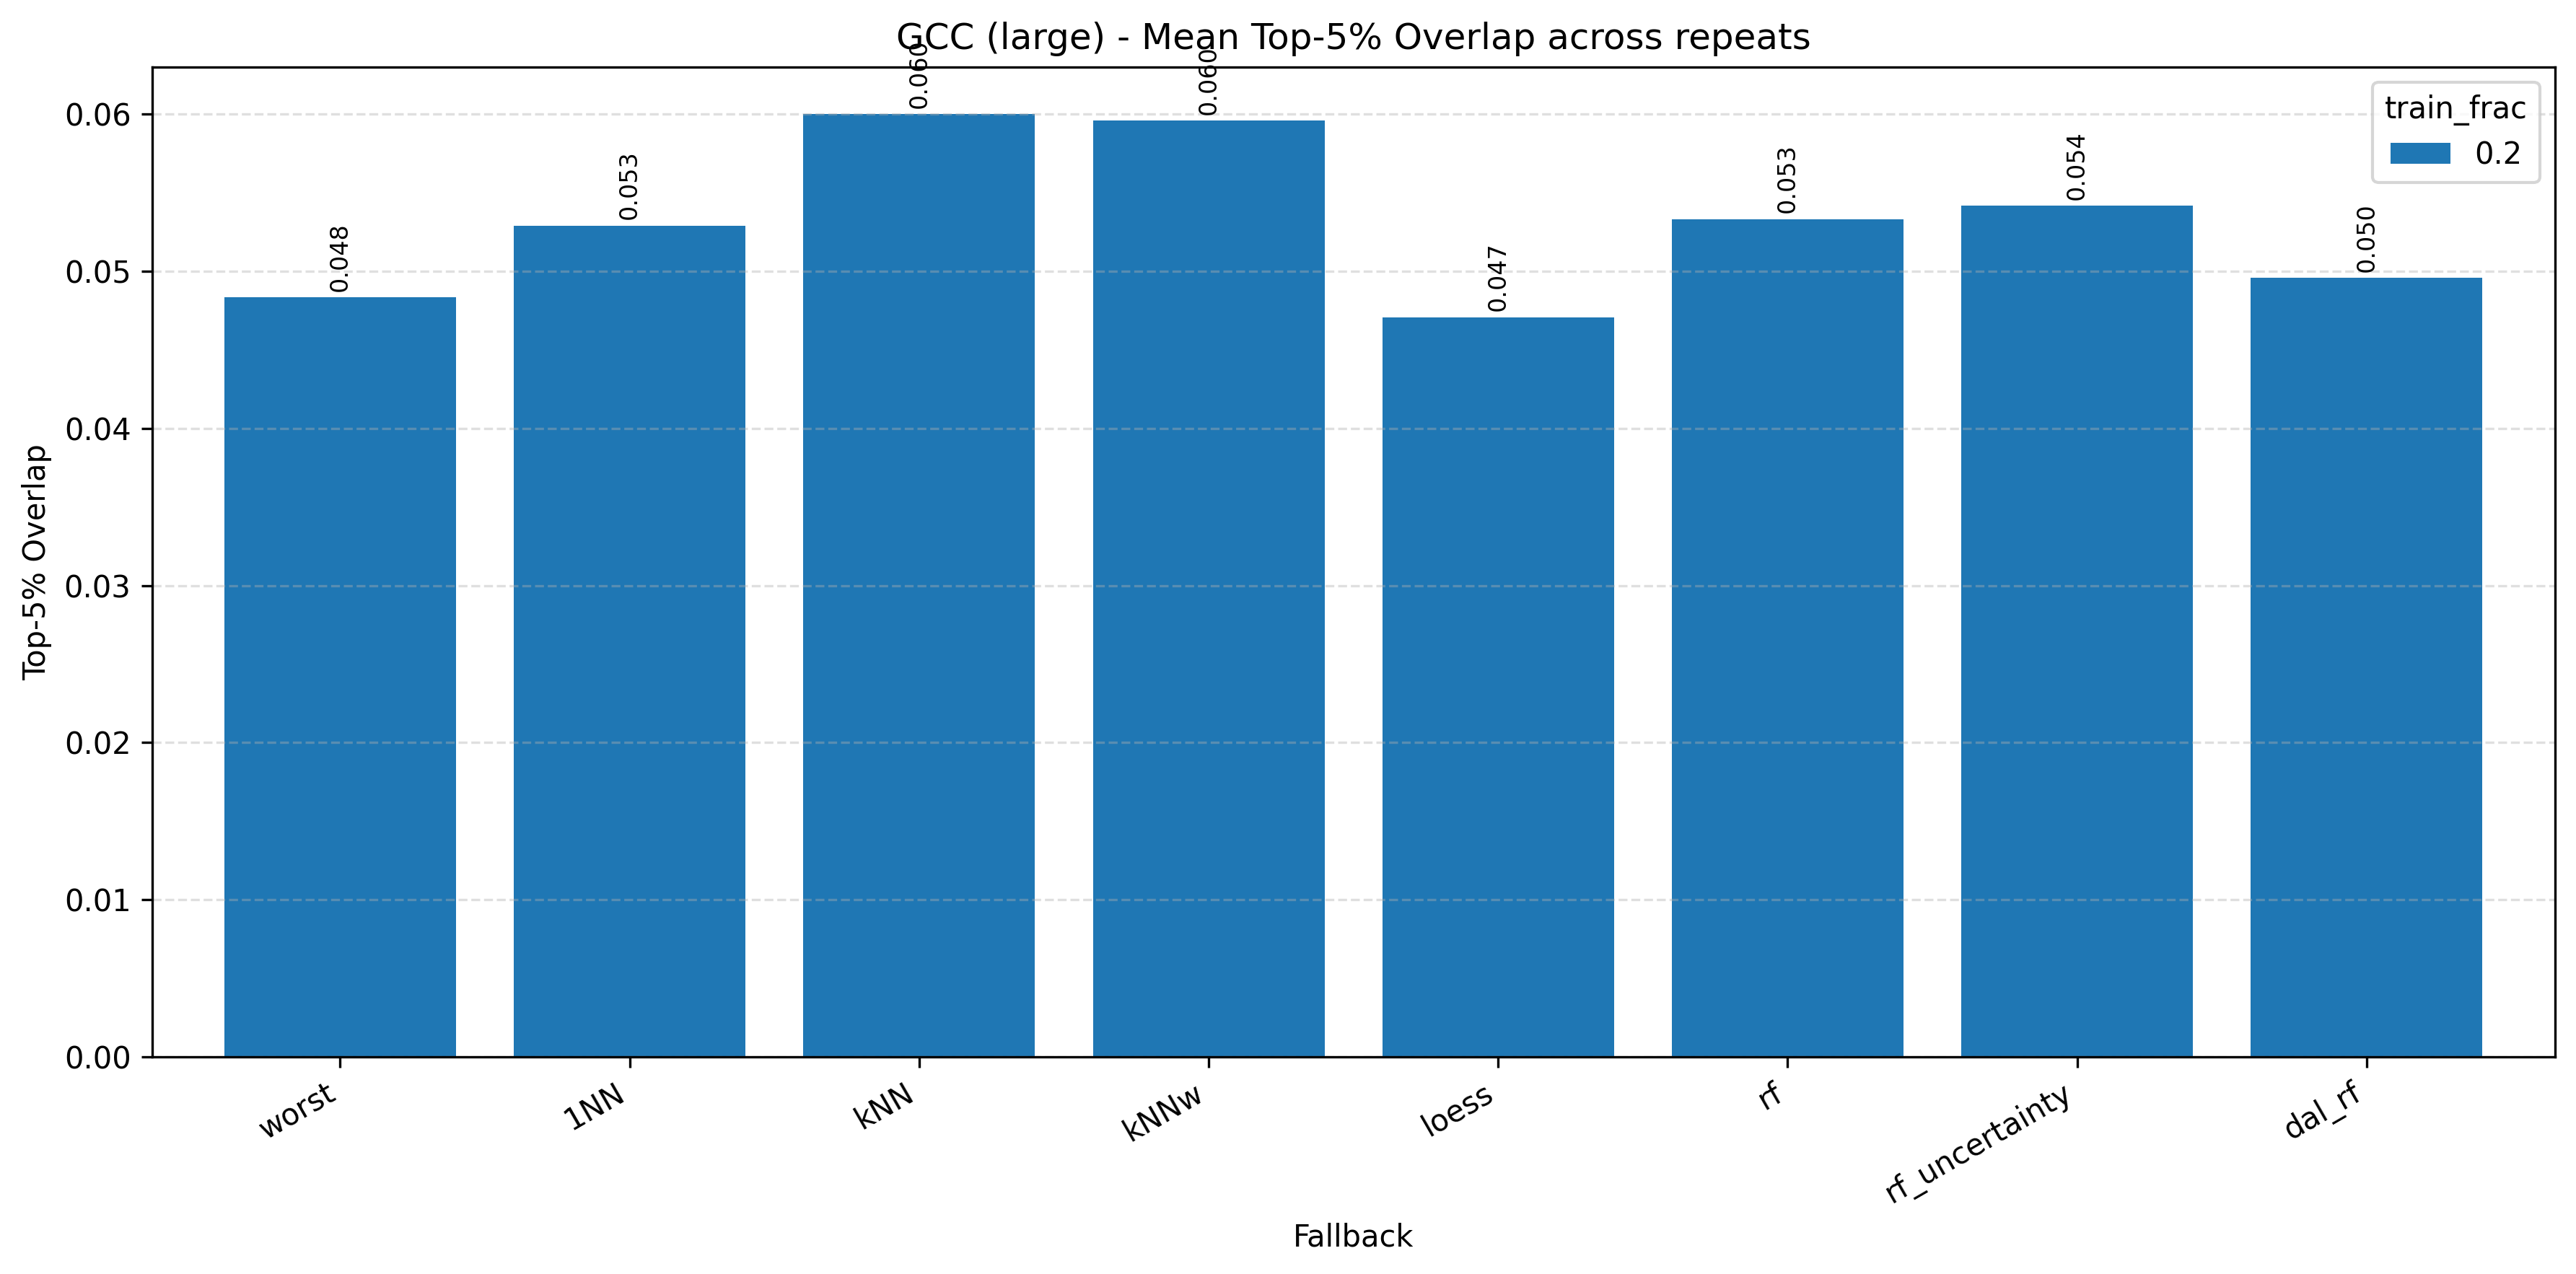 GCC (large) - Mean Top-5% Overlap across repeats
Top-5% Overlap
0.06
0.05
0.04
0.03
0.02
0.01
0.00
0.048
0.053
0.060
0.060
0.047
0.053
0.054
0.050
train_frac
0.2
worst
1NN
kNN
kNNw
loess
rf
rf_uncertainty
dal_rf
Fallback